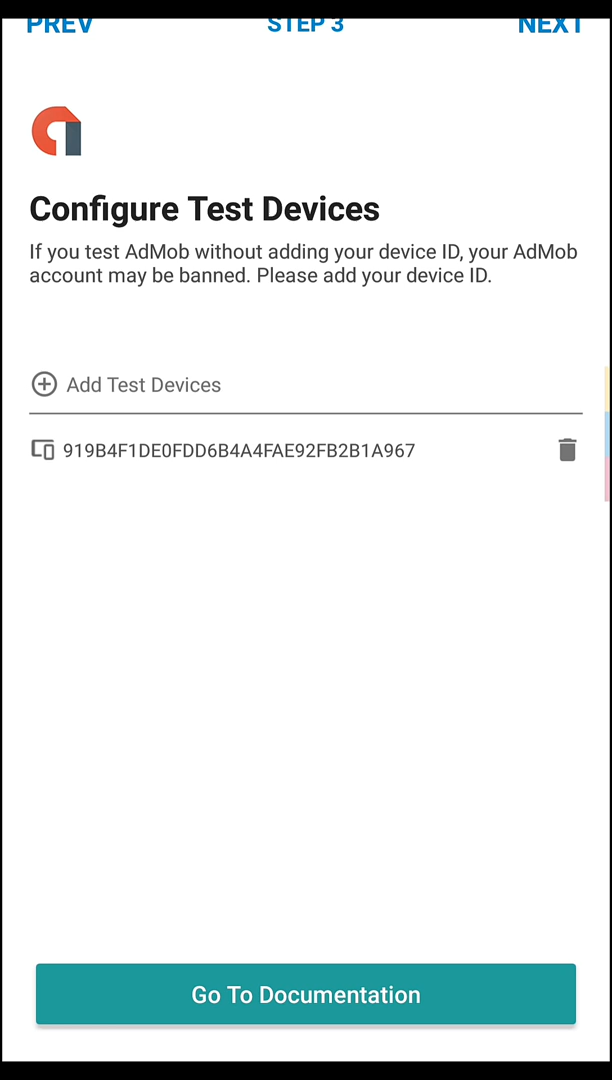 PREV STEP 3 NEXT
Configure Test Devices
If you test AdMob without adding your device ID, your AdMob
account may be banned. Please add your device ID.
Add Test Devices
919B4F1DE0FDD6B4A4FAE92FB2B1A967
Go To Documentation